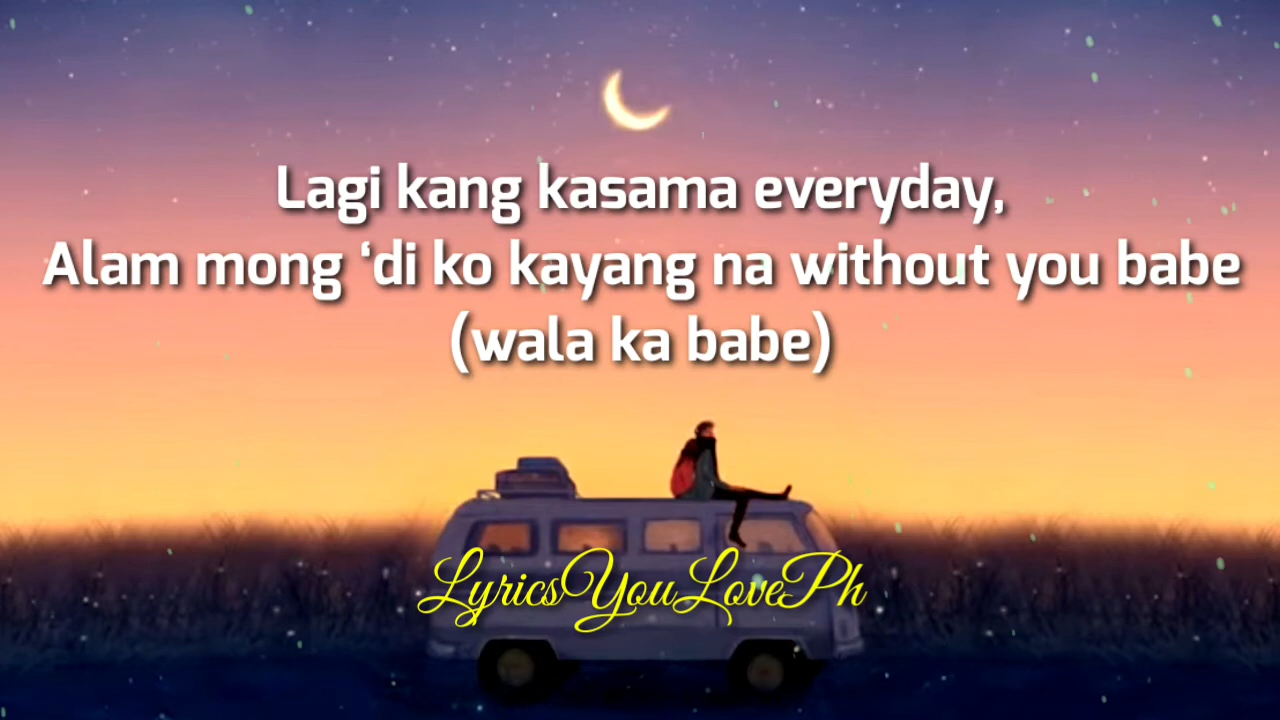 Lagi kang kasama everyday,
Alam mong ‘di ko kayang na without you babe
(wala ka babe)
LyricsYouLovePh